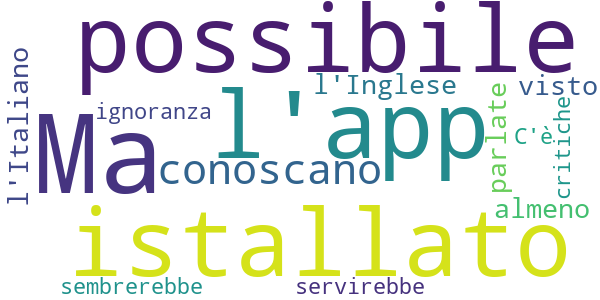 possibile
l'Italiano
l'Inglese
visto
l'app
ignoranza
Ma
conoscano
parlate
C'è
critiche
istallato
almeno
sembrerebbe
servirebbe